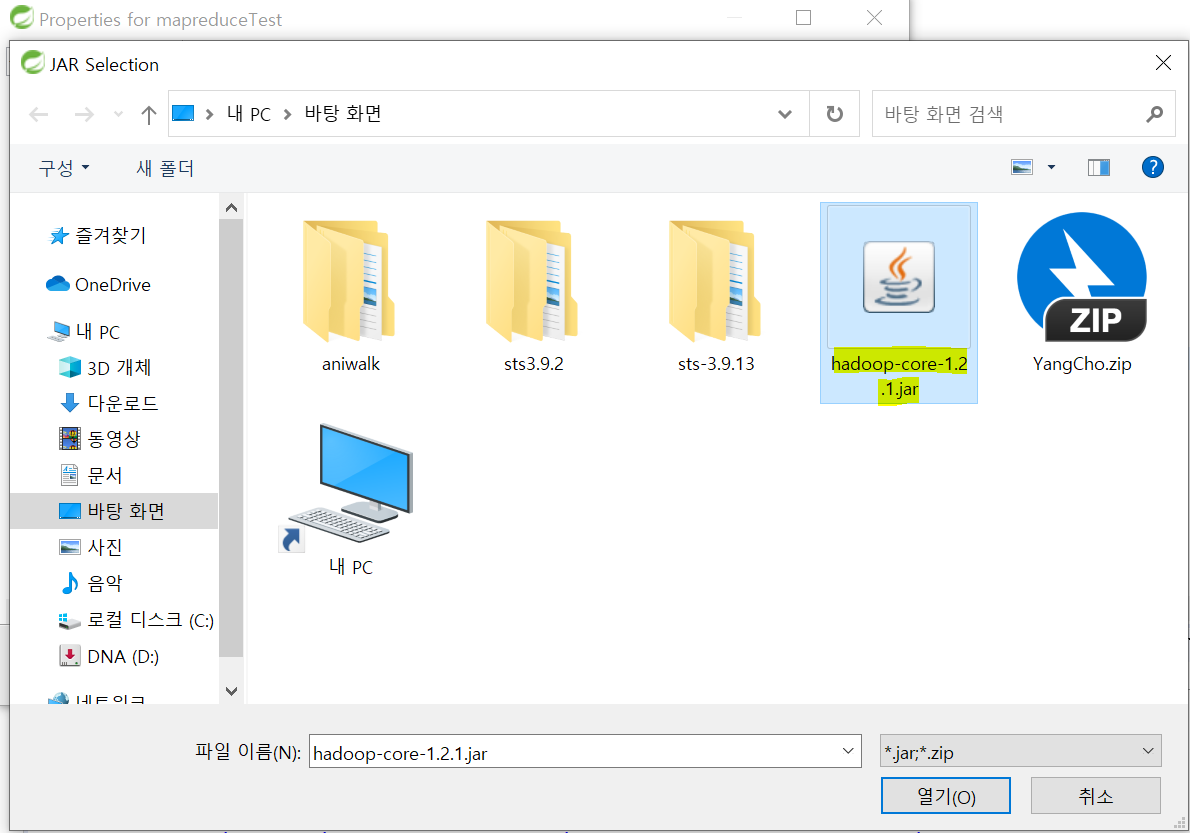 Properties for mapreduceTest
JAR Selection
내 PC 바탕 화면
바탕 화면 검색
구성
새 폴더
?
즐겨찾기
OneDrive
내 PC
3D 개체
다운로드
동영상
문서
바탕 화면
사진
음악
로컬 디스크 (C:)
DNA (D:)
네트워크
aniwalk
sts3.9.2
sts-3.9.13
hadoop-core-1.2
.1.jar
ZIP
YangCho.zip
내 PC
파일 이름(N):
hadoop-core-1.2.1.jar
*.jar;*.zip
열기(O)
취소